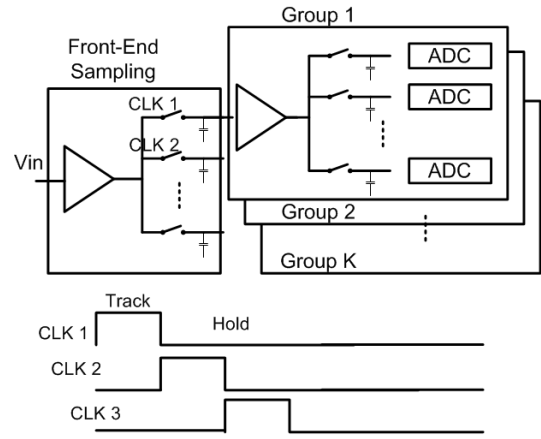 Group 1
Front-End
Sampling
CLK 1
CLK 2
Vin
ADC
ADC
ADC
Group 2
Group K
Track
Hold
CLK 1
CLK 2
CLK 3